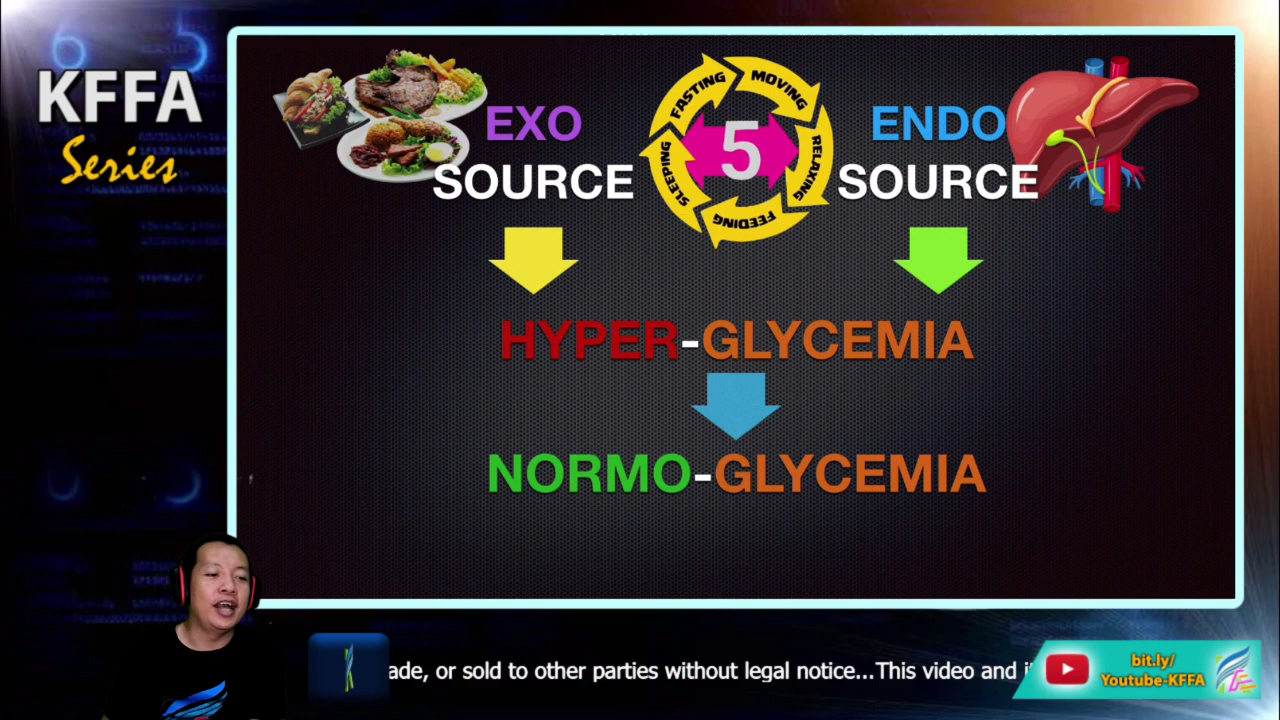 KFFA
Series
EXO
SOURCE
FASTING
MOVING
RELAXING
FEEDING
SLEEPING
5
ENDO
SOURCE
HYPER-GLYCEMIA
NORMO-GLYCEMIA
ade, or sold to other parties without legal notice...This video and i
bit.ly/
Youtube-KFFA